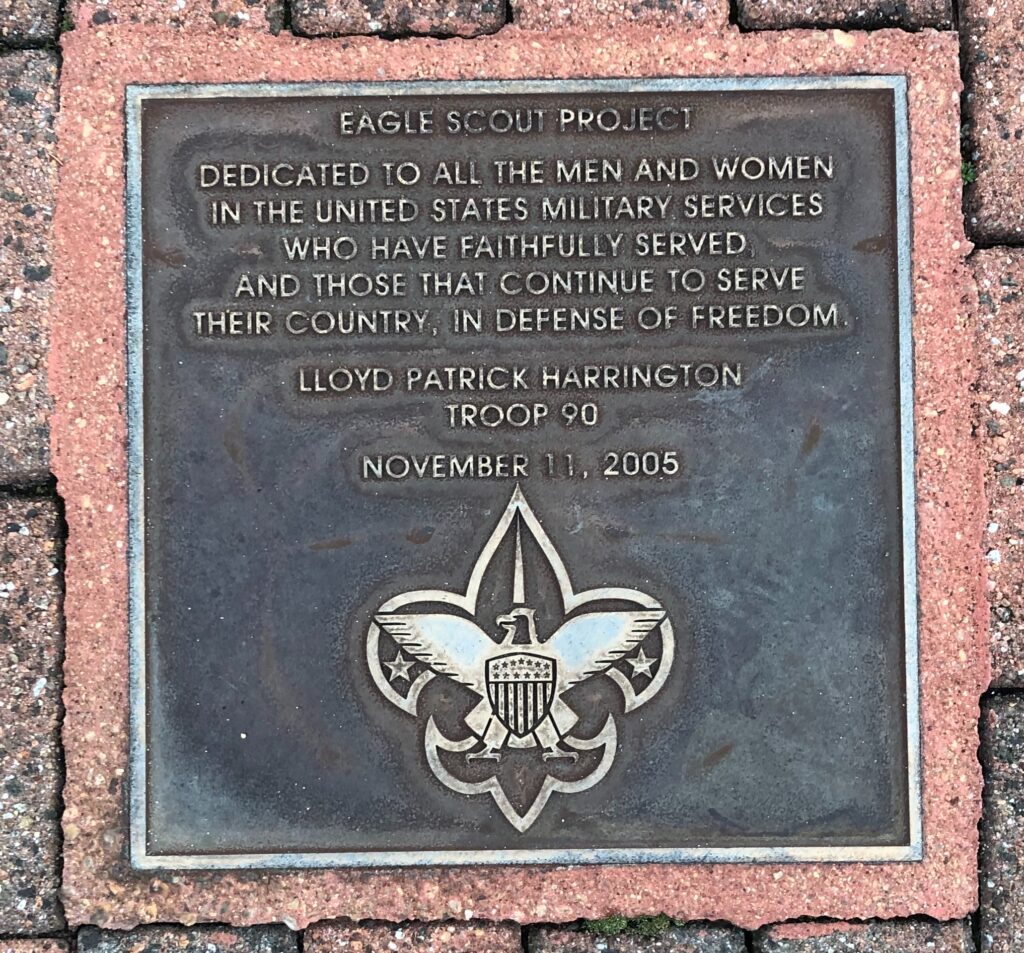 EAGLE SCOUT PROJECT
DEDICATED TO ALL THE MEN AND WOMEN
IN THE UNITED STATES MILITARY SERVICES
WHO HAVE FAITHFULLY SERVED,
AND THOSE THAT CONTINUE TO SERVE
THEIR COUNTRY, IN DEFENSE OF FREEDOM.
LLOYD PATRICK HARRINGTON
TROOP 90
NOVEMBER 11, 2005